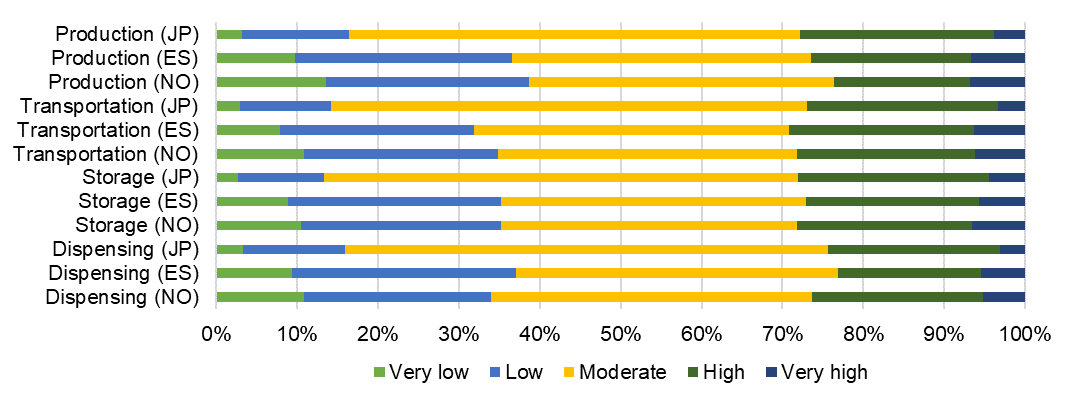 Production (JP)
Production (ES)
Production (NO)
Transportation (JP)
Transportation (ES)
Transportation (NO)
Storage (JP)
Storage (ES)
Storage (NO)
Dispensing (JP)
Dispensing (ES)
Dispensing (NO)
0% 10% 20% 30% 40% 50% 60% 70% 80% 90% 100%
Very low Low Moderate High Very high